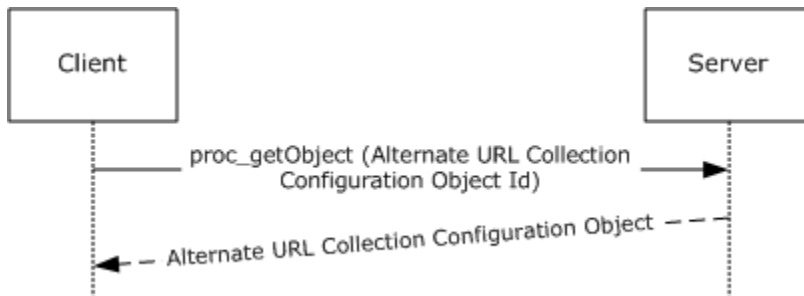 Client
Server
proc_getObject (Alternate URL Collection
Configuration Object Id)
Alternate URL Collection Configuration Object